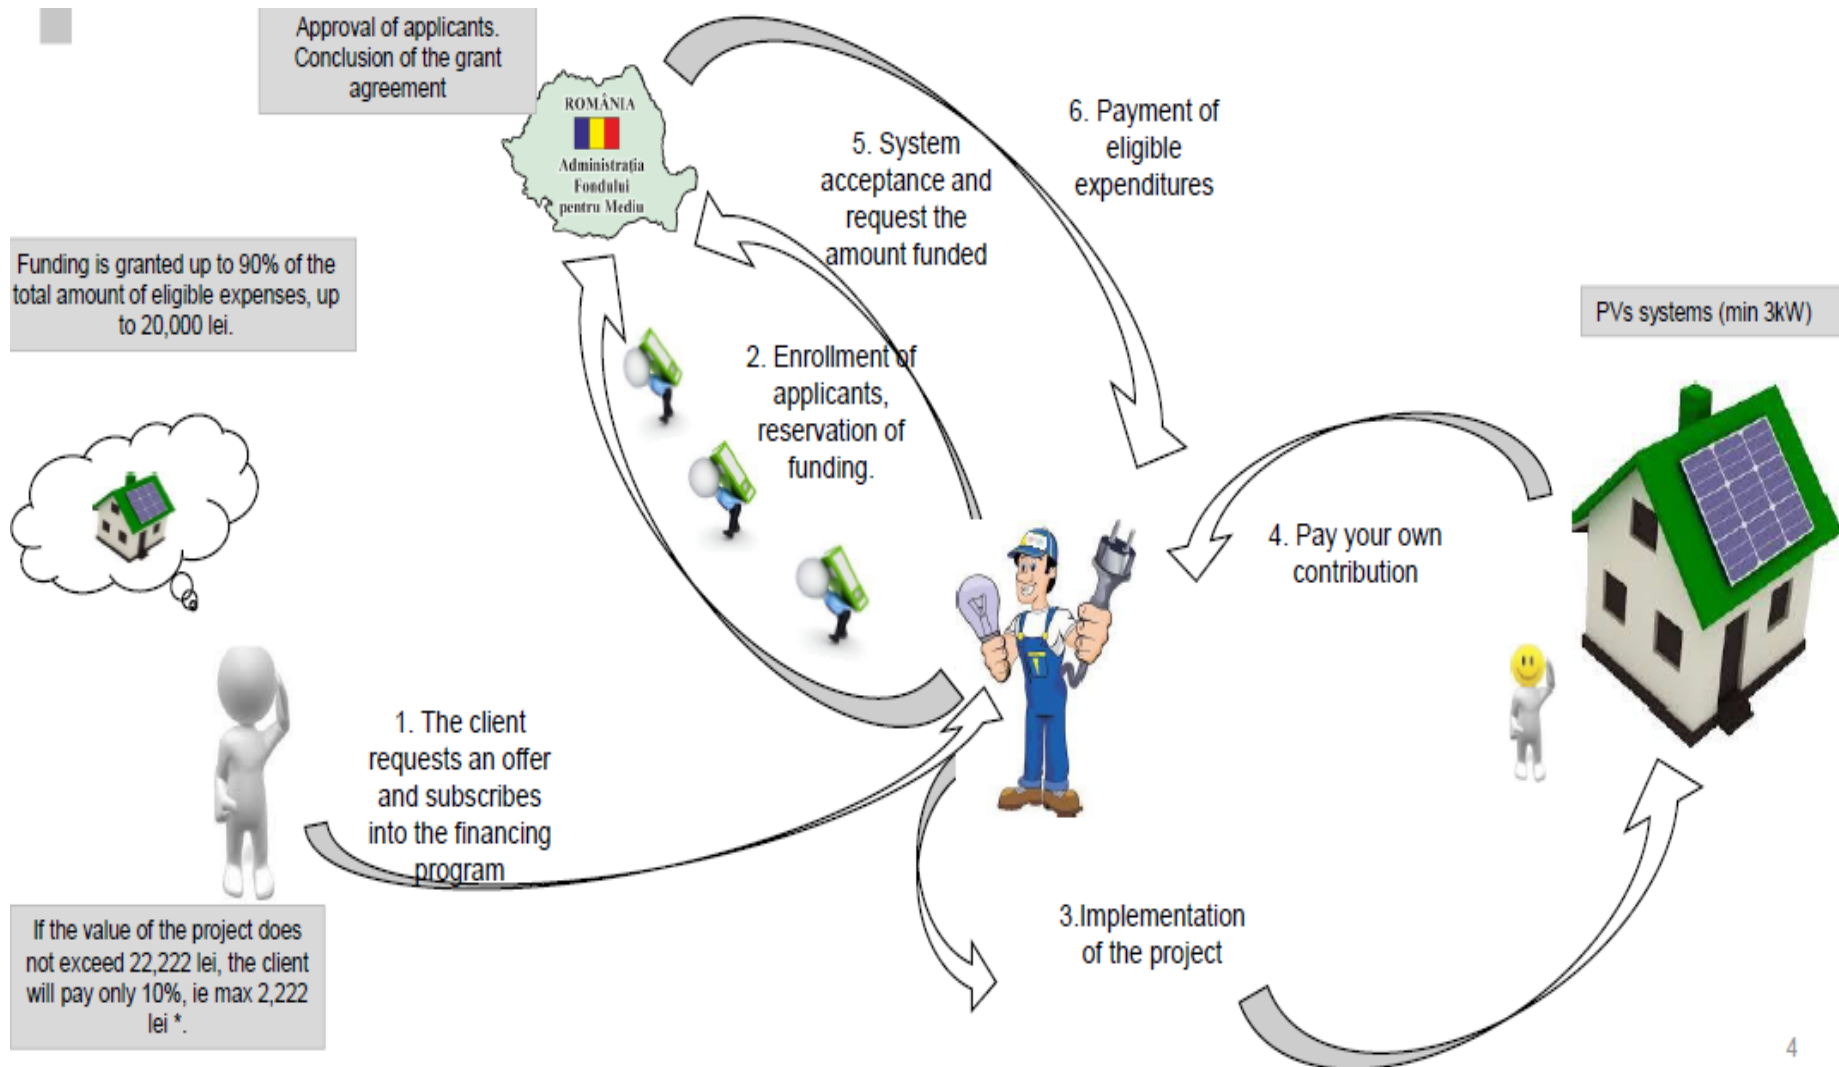 Approval of applicants.
Conclusion of the grant
agreement
ROMÂNIA
Administrația
Fondului
pentru Mediu
6. Payment of
eligible
expenditures
5. System
acceptance and
request the
amount funded
Funding is granted up to 90% of the
total amount of eligible expenses, up
to 20,000 lei.
PVs systems (min 3kW)
2. Enrollment of
applicants,
reservation of
funding.
4. Pay your own
contribution
1. The client
requests an offer
and subscribes
into the financing
program
3.Implementation
of the project
If the value of the project does
not exceed 22,222 lei, the client
will pay only 10%, ie max 2,222
lei *.
4